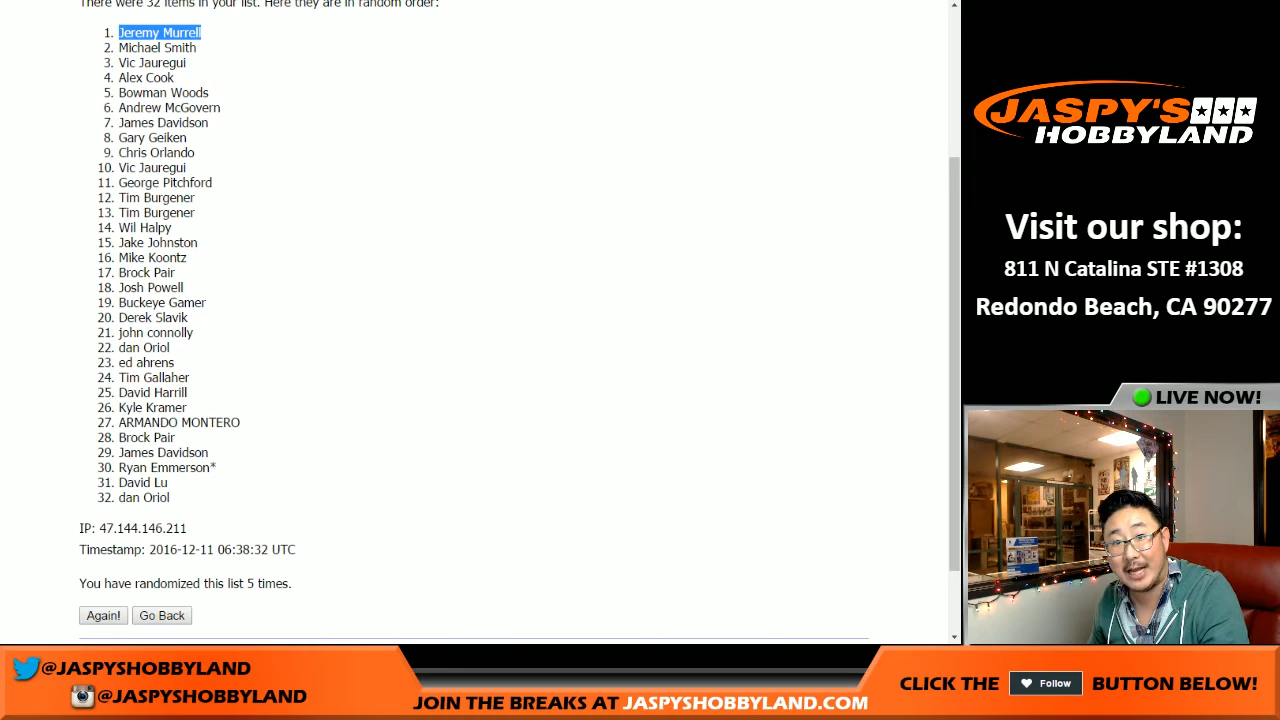 There were 32 items in your list. Here they are in random order:
1. Jeremy Murrell
2. Michael Smith
3. Vic Jauregui
4. Alex Cook
5. Bowman Woods
6. Andrew McGovern
7. James Davidson
8. Gary Geiken
9. Chris Orlando
10. Vic Jauregui
11. George Pitchford
12. Tim Burgener
13. Tim Burgener
14. Wil Halpy
15. Jake Johnston
16. Mike Koontz
17. Brock Pair
18. Josh Powell
19. Buckeye Gamer
20. Derek Slavik
21. john connolly
22. dan Oriol
23. ed ahrens
24. Tim Gallaher
25. David Harrill
26. Kyle Kramer
27. ARMANDO MONTERO
28. Brock Pair
29. James Davidson
30. Ryan Emmerson*
31. David Lu
32. dan Oriol
IP: 47.144.146.211
Timestamp: 2016-12-11 06:38:32 UTC
You have randomized this list 5 times.
Again! Go Back
JASPY'S
HOBBYLAND
Visit our shop:
811 N Catalina STE #1308
Redondo Beach, CA 90277
LIVE NOW!
@JASPYSHOBBYLAND
@JASPYSHOBBYLAND
JOIN THE BREAKS AT JASPYSHOBBYLAND.COM
CLICK THE Follow BUTTON BELOW!